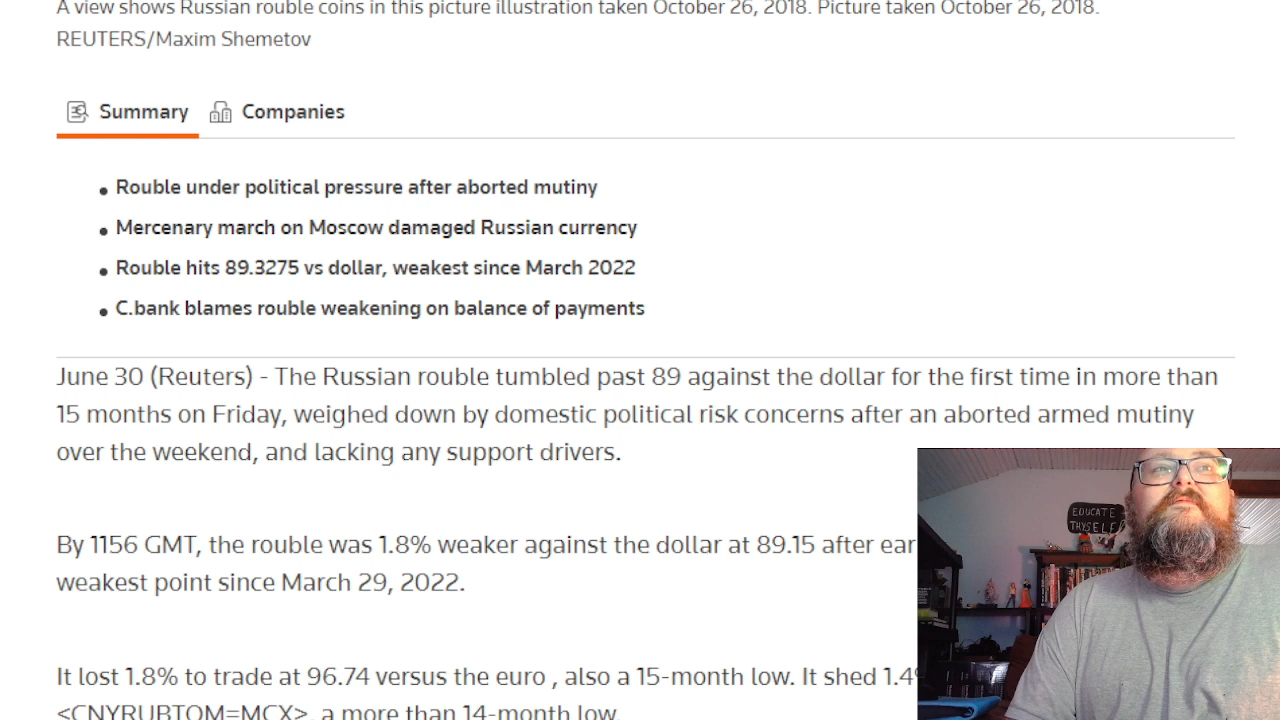 A view shows Russian rouble coins in this picture illustration taken October 26, 2018. Picture taken October 26, 2018.
REUTERS/Maxim Shemetov
Summary Companies
Rouble under political pressure after aborted mutiny
Mercenary march on Moscow damaged Russian currency
Rouble hits 89.3275 vs dollar, weakest since March 2022
C.bank blames rouble weakening on balance of payments
June 30 (Reuters) - The Russian rouble tumbled past 89 against the dollar for the first time in more than
15 months on Friday, weighed down by domestic political risk concerns after an aborted armed mutiny
over the weekend, and lacking any support drivers.
By 1156 GMT, the rouble was 1.8% weaker against the dollar at 89.15 after ear
weakest point since March 29, 2022.
It lost 1.8% to trade at 96.74 versus the euro , also a 15-month low. It shed 1.4%
<CNYRUBTOM=MCX>, a more than 14-month low.
EDUCATE
THYSELF